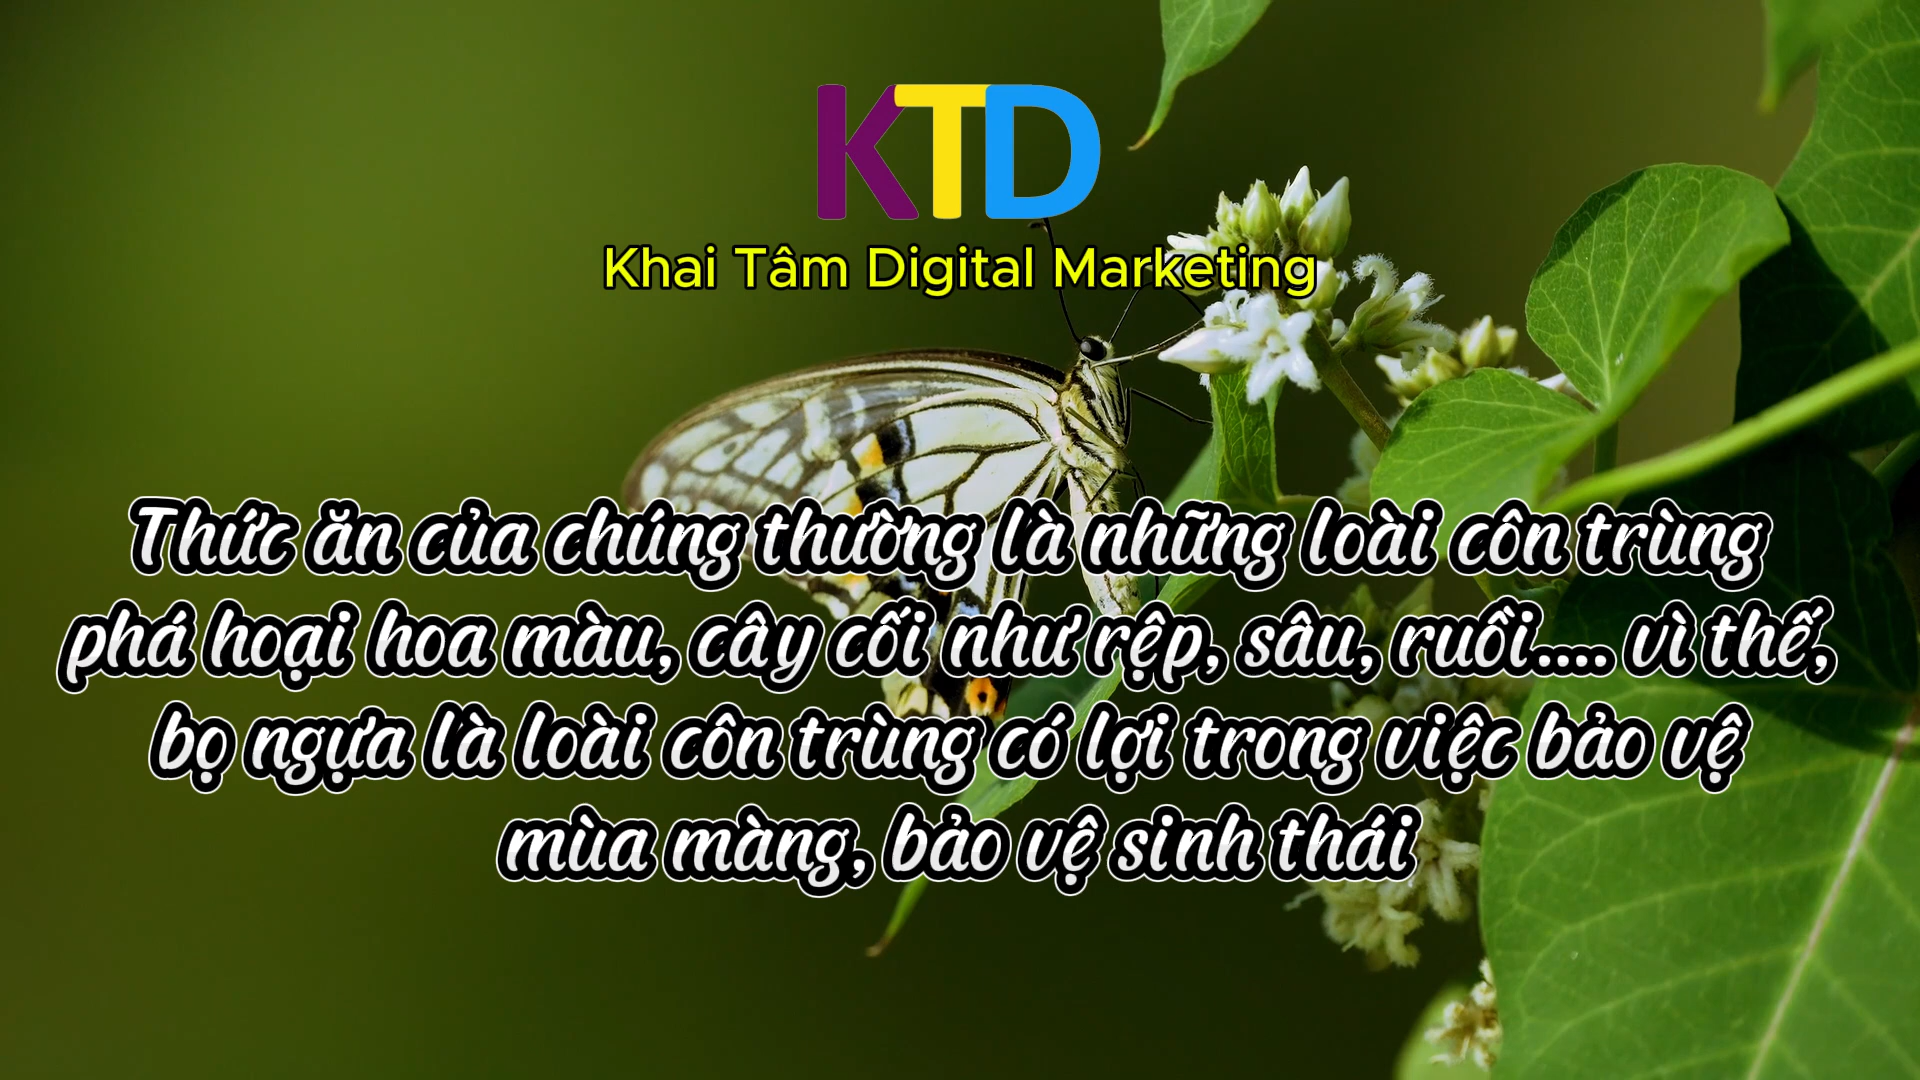 KTD
Khai Tâm Digital Marketing
Thức ăn của chúng thường là những loài côn trùng
phá hoại hoa màu, cây cối như rệp, sâu, ruồi.... vì thế,
bọ ngựa là loài côn trùng có lợi trong việc bảo vệ
mùa màng, bảo vệ sinh thái